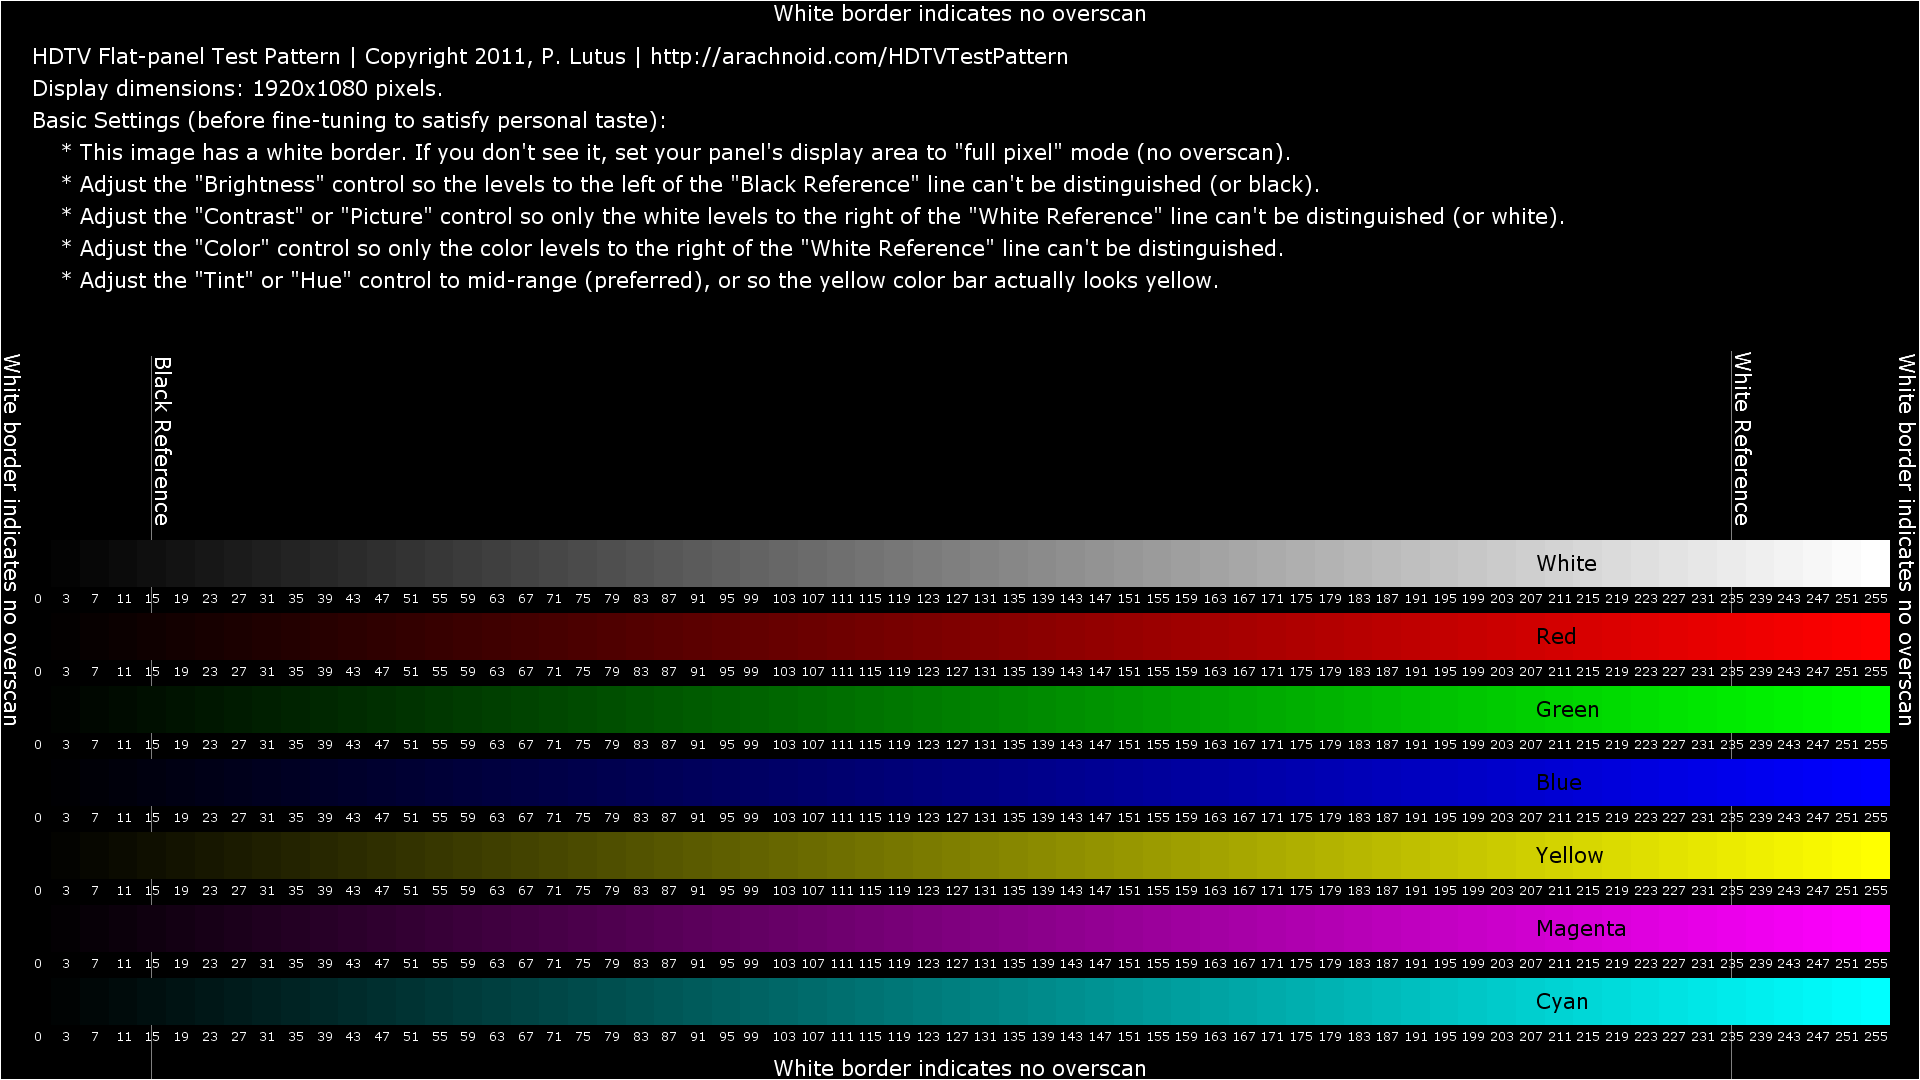 White border indicates no overscan
HDTV Flat-panel Test Pattern | Copyright 2011, P. Lutus | http://arachnoid.com/HDTVTestPattern
Display dimensions: 1920x1080 pixels.
Basic Settings (before fine-tuning to satisfy personal taste):
* This image has a white border. If you don't see it, set your panel's display area to "full pixel" mode (no overscan).
* Adjust the "Brightness" control so the levels to the left of the "Black Reference" line can't be distinguished (or black).
* Adjust the "Contrast" or "Picture" control so only the white levels to the right of the "White Reference" line can't be distinguished (or white).
* Adjust the "Color" control so only the color levels to the right of the "White Reference" line can't be distinguished.
* Adjust the "Tint" or "Hue" control to mid-range (preferred), or so the yellow color bar actually looks yellow.
White border indicates no overscan
Black Reference
White Reference
White border indicates no overscan
White
0 3 7 11 15 19 23 27 31 35 39 43 47 51 55 59 63 67 71 75 79 83 87 91 95 99 103 107 111 115 119 123 127 131 135 139 143 147 151 155 159 163 167 171 175 179 183 187 191 195 199 203 207 211 215 219 223 227 231 235 239 243 247 251 255
Red
0 3 7 11 15 19 23 27 31 35 39 43 47 51 55 59 63 67 71 75 79 83 87 91 95 99 103 107 111 115 119 123 127 131 135 139 143 147 151 155 159 163 167 171 175 179 183 187 191 195 199 203 207 211 215 219 223 227 231 235 239 243 247 251 255
Green
0 3 7 11 15 19 23 27 31 35 39 43 47 51 55 59 63 67 71 75 79 83 87 91 95 99 103 107 111 115 119 123 127 131 135 139 143 147 151 155 159 163 167 171 175 179 183 187 191 195 199 203 207 211 215 219 223 227 231 235 239 243 247 251 255
Blue
0 3 7 11 15 19 23 27 31 35 39 43 47 51 55 59 63 67 71 75 79 83 87 91 95 99 103 107 111 115 119 123 127 131 135 139 143 147 151 155 159 163 167 171 175 179 183 187 191 195 199 203 207 211 215 219 223 227 231 235 239 243 247 251 255
Yellow
0 3 7 11 15 19 23 27 31 35 39 43 47 51 55 59 63 67 71 75 79 83 87 91 95 99 103 107 111 115 119 123 127 131 135 139 143 147 151 155 159 163 167 171 175 179 183 187 191 195 199 203 207 211 215 219 223 227 231 235 239 243 247 251 255
Magenta
0 3 7 11 15 19 23 27 31 35 39 43 47 51 55 59 63 67 71 75 79 83 87 91 95 99 103 107 111 115 119 123 127 131 135 139 143 147 151 155 159 163 167 171 175 179 183 187 191 195 199 203 207 211 215 219 223 227 231 235 239 243 247 251 255
Cyan
0 3 7 11 15 19 23 27 31 35 39 43 47 51 55 59 63 67 71 75 79 83 87 91 95 99 103 107 111 115 119 123 127 131 135 139 143 147 151 155 159 163 167 171 175 179 183 187 191 195 199 203 207 211 215 219 223 227 231 235 239 243 247 251 255
White border indicates no overscan